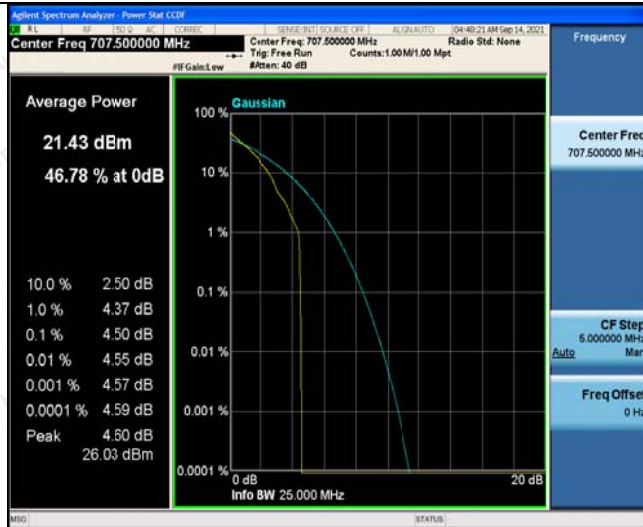 Agilent Spectrum Analyzer - Power Stat CCDF
RL RF 50 Ω AC CORREC SENSE:INT SOURCE OFF ALIGN AUTO 04:48:21 AM Sep 14, 2021
Center Freq 707.500000 MHz
Center Freq: 707.500000 MHz Radio Std: None
Trig: Free Run Counts:1.00 M/1.00 Mpt
#IFGain:Low #Atten: 40 dB
Frequency
Average Power
21.43 dBm
46.78 % at 0dB
10.0 % 2.50 dB
1.0 % 4.37 dB
0.1 % 4.50 dB
0.01 % 4.55 dB
0.001 % 4.57 dB
0.0001 % 4.59 dB
Peak 4.60 dB
26.03 dBm
Gaussian
100 %
10 %
1 %
0.1 %
0.01 %
0.001 %
0.0001 %
0 dB 20 dB
Info BW 25.000 MHz
Center Freq
707.500000 MHz
CF Step
5.000000 MHz
Auto Man
Freq Offset
0 Hz
MSG STATUS